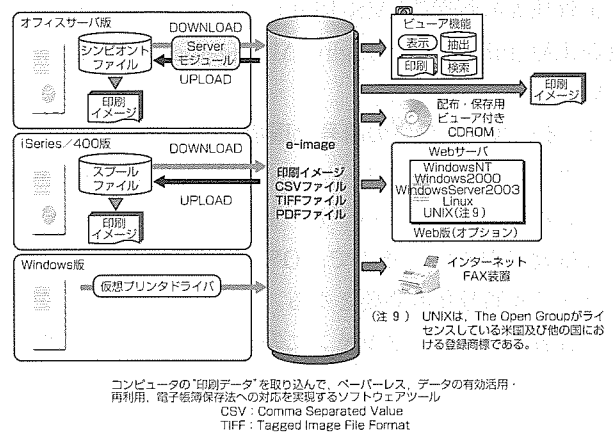 オフィスサーバ版
DOWNLOAD
シンビオント
ファイル
Server
モジュール
UPLOAD
印刷
イメージ
iSeries／400版
DOWNLOAD
スプール
ファイル
UPLOAD
印刷
イメージ
Windows版
仮想プリンタドライバ
e-image
印刷イメージ
CSVファイル
TIFFファイル
PDFファイル
ビューア機能
表示
抽出
印刷
検索
印刷
イメージ
配布・保存用
ビューア付き
CDROM
Webサーバ
WindowsNT
Windows2000
WindowsServer2003
Linux
UNIX(注９)
Web版(オプション)
インターネット
FAX装置
(注 ９) UNIXは，The Open Groupがライ
センスしている米国及び他の国にお
ける登録商標である。
コンピュータの"印刷データ"を取り込んで，ペーパーレス，データの有効活用・
再利用，電子帳簿保存法への対応を実現するソフトウェアツール
CSV：Comma Separated Value
TIFF：Tagged Image File Format